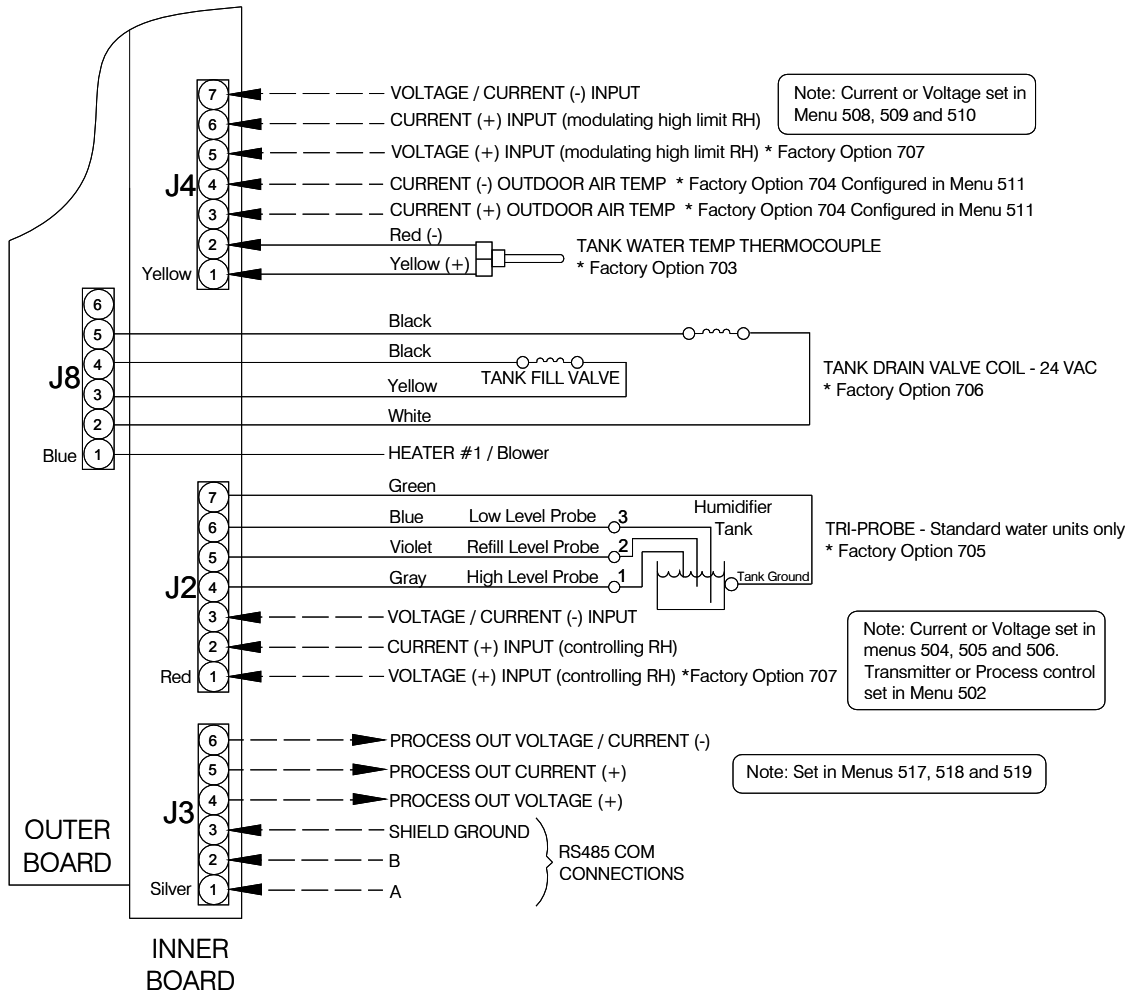 7 VOLTAGE / CURRENT (-) INPUT
6 CURRENT (+) INPUT (modulating high limit RH)
5 VOLTAGE (+) INPUT (modulating high limit RH) * Factory Option 707
J4
4 CURRENT (-) OUTDOOR AIR TEMP * Factory Option 704 Configured in Menu 511
3 CURRENT (+) OUTDOOR AIR TEMP * Factory Option 704 Configured in Menu 511
2 Red (-)
Yellow 1 Yellow (+)
TANK WATER TEMP THERMOCOUPLE
* Factory Option 703
Note: Current or Voltage set in
Menu 508, 509 and 510
J8
6
5 Black
4 Black
TANK FILL VALVE
3 Yellow
2 White
Blue 1 HEATER #1 / Blower
TANK DRAIN VALVE COIL - 24 VAC
* Factory Option 706
J2
7 Green
6 Blue Low Level Probe 3
5 Violet Refill Level Probe 2
4 Gray High Level Probe 1
Humidifier
Tank
Tank Ground
TRI-PROBE - Standard water units only
* Factory Option 705
3 VOLTAGE / CURRENT (-) INPUT
2 CURRENT (+) INPUT (controlling RH)
Red 1 VOLTAGE (+) INPUT (controlling RH) *Factory Option 707
Note: Current or Voltage set in
menus 504, 505 and 506.
Transmitter or Process control
set in Menu 502
J3
6 PROCESS OUT VOLTAGE / CURRENT (-)
5 PROCESS OUT CURRENT (+)
4 PROCESS OUT VOLTAGE (+)
3 SHIELD GROUND
2 B
Silver 1 A
RS485 COM
CONNECTIONS
Note: Set in Menus 517, 518 and 519
OUTER
BOARD
INNER
BOARD